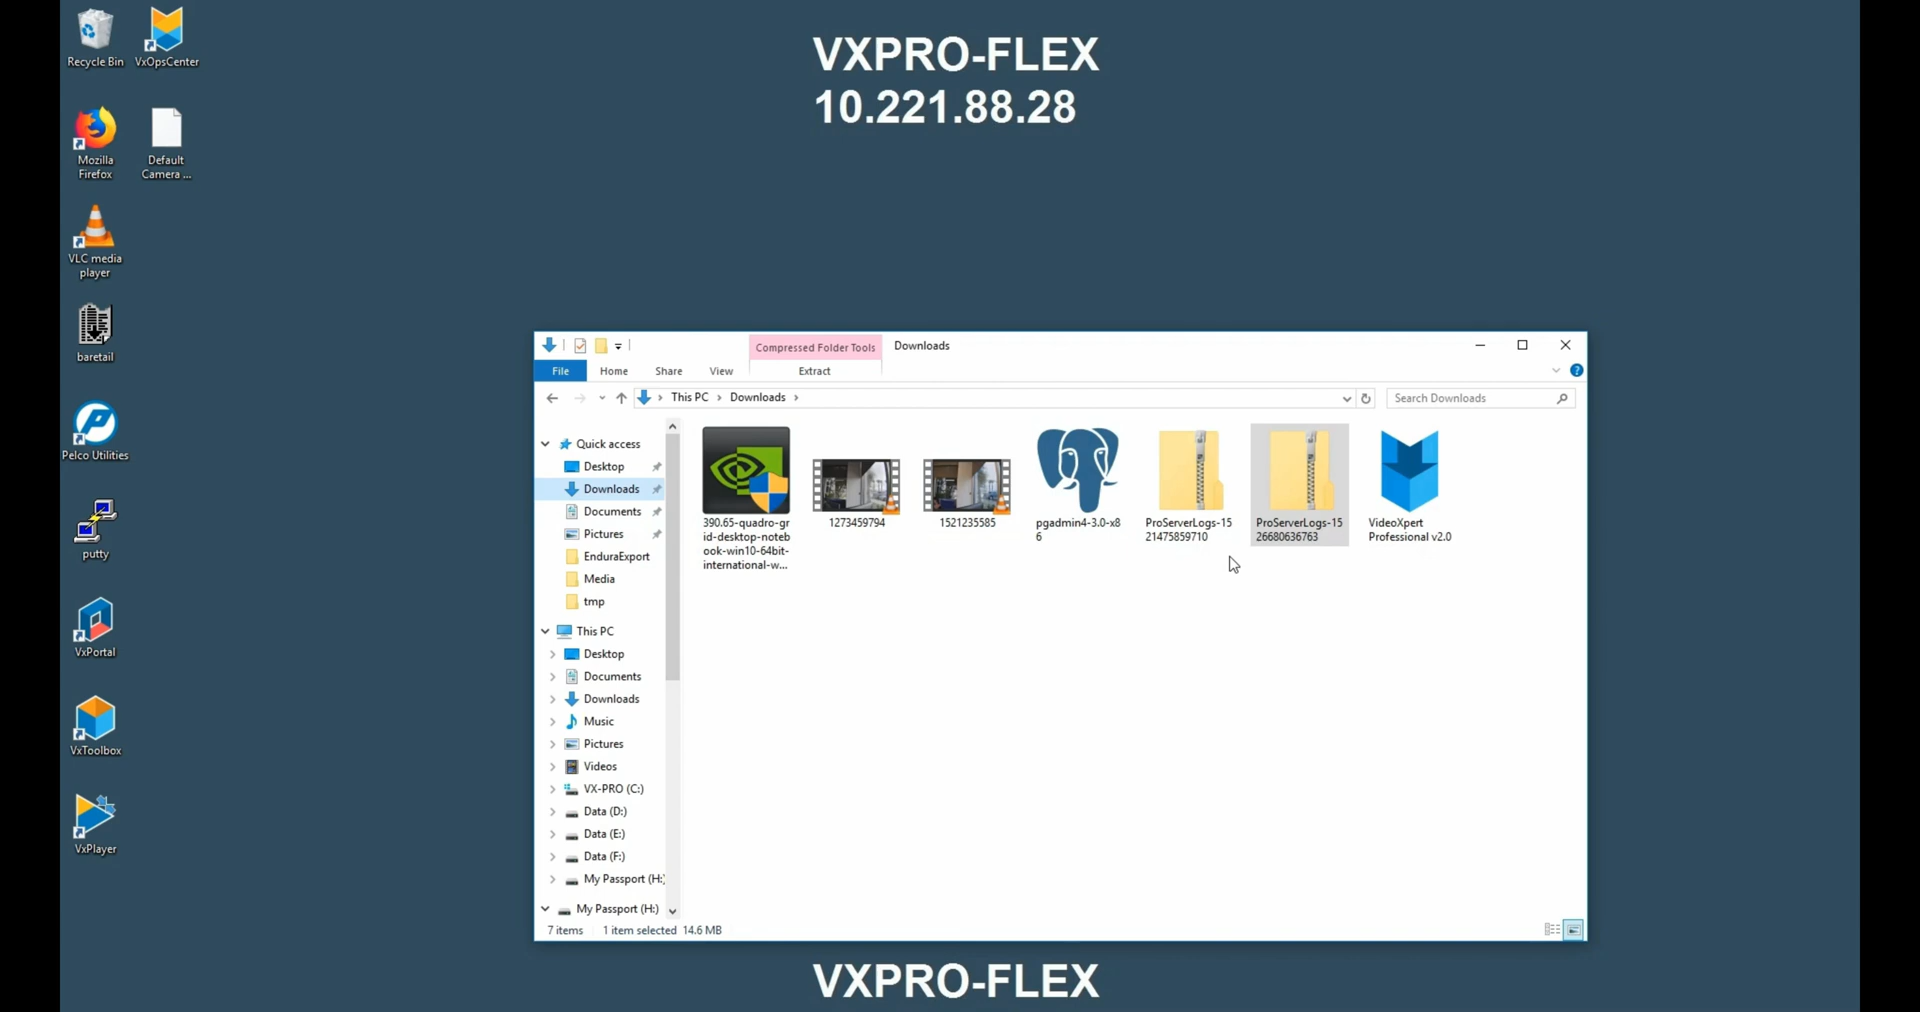 VXPRO-FLEX
10.221.88.28
Recycle Bin
VxOpsCenter
Mozilla
Firefox
Default
Camera ...
VLC media
player
baretail
Pelco Utilities
putty
VxPortal
VxToolbox
VxPlayer
Compressed Folder Tools
Downloads
File
Home
Share
View
Extract
This PC
Downloads
Search Downloads
Quick access
Desktop
Downloads
Documents
Pictures
EnduraExport
Media
tmp
This PC
Desktop
Documents
Downloads
Music
Pictures
Videos
VX-PRO (C:)
Data (D:)
Data (E:)
Data (F:)
My Passport (H:
My Passport (H:)
390.65-quadro-gr
id-desktop-noteb
ook-win10-64bit-
international-w...
1273459794
1521235585
pgadmin4-3.0-x8
6
ProServerLogs-15
21475859710
ProServerLogs-15
26680636763
VideoXpert
Professional v2.0
7 items
1 item selected
14.6 MB
VXPRO-FLEX